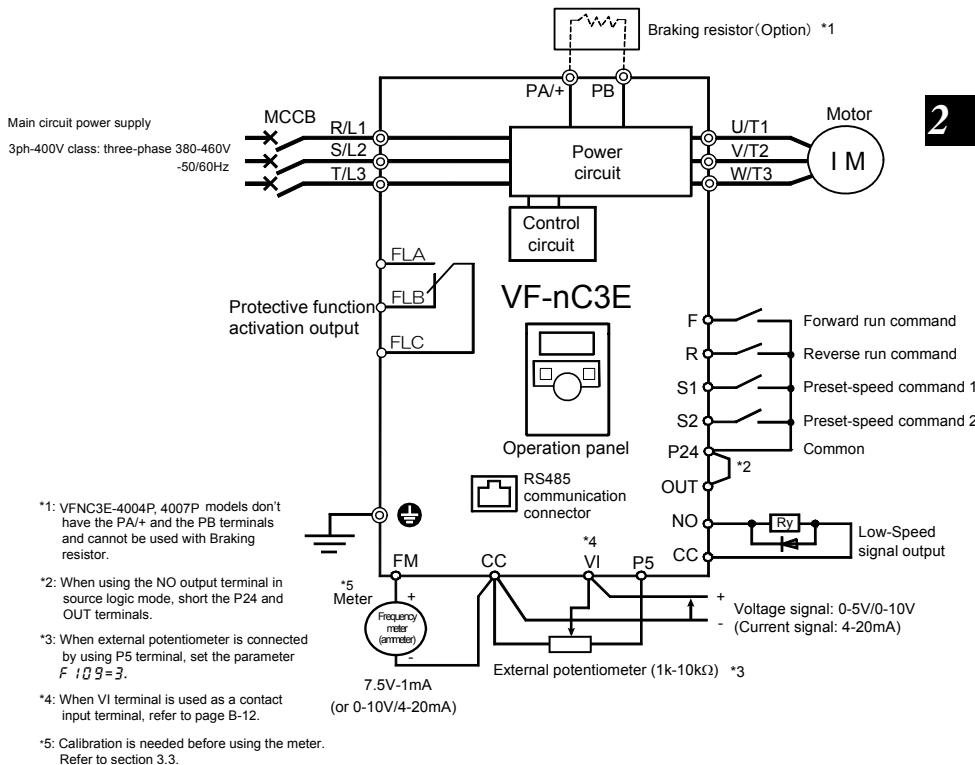 Braking resistor(Option) *1
PA/+ PB
2
Main circuit power supply
MCCB
3ph-400V class: three-phase 380-460V
-50/60Hz
R/L1
S/L2
T/L3
Power
circuit
Control
circuit
U/T1
V/T2
W/T3
Motor
I M
FLA
FLB
FLC
Protective function
activation output
VF-nC3E
Operation panel
RS485
communication
connector
F Forward run command
R Reverse run command
S1 Preset-speed command 1
S2 Preset-speed command 2
P24 Common
*2
OUT
NO
Ry
CC
Low-Speed
signal output
FM CC VI P5
*4
*5
Meter
+
Frequency
meter
(ammeter)
-
7.5V-1mA
(or 0-10V/4-20mA)
+
-
Voltage signal: 0-5V/0-10V
(Current signal: 4-20mA)
External potentiometer (1k-10kΩ) *3
*1: VFNC3E-4004P, 4007P models don't
have the PA/+ and the PB terminals
and cannot be used with Braking
resistor.
*2: When using the NO output terminal in
source logic mode, short the P24 and
OUT terminals.
*3: When external potentiometer is connected
by using P5 terminal, set the parameter
F 109=3.
*4: When VI terminal is used as a contact
input terminal, refer to page B-12.
*5: Calibration is needed before using the meter.
Refer to section 3.3.